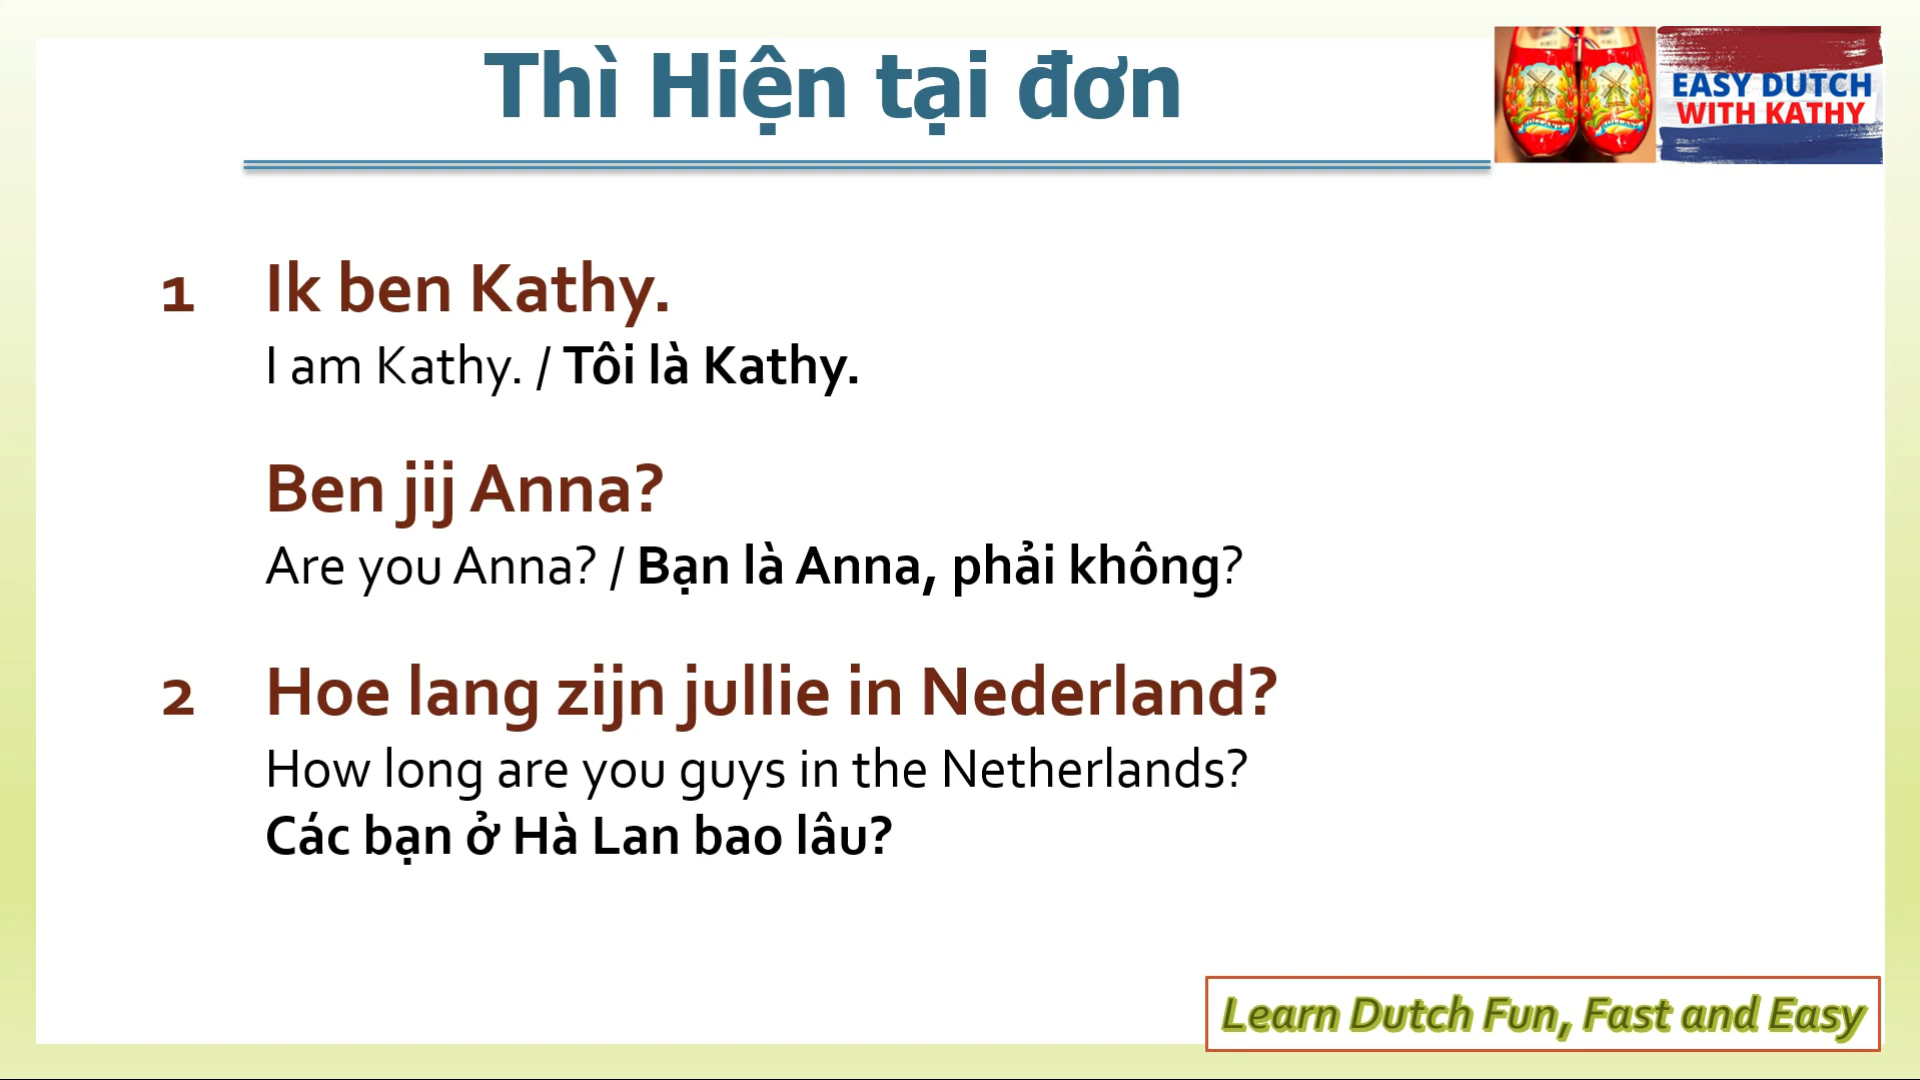 Thì Hiện tại đơn
EASY DUTCH
WITH KATHY
1 Ik ben Kathy.
I am Kathy. / Tôi là Kathy.
Ben jij Anna?
Are you Anna? / Bạn là Anna, phải không?
2 Hoe lang zijn jullie in Nederland?
How long are you guys in the Netherlands?
Các bạn ở Hà Lan bao lâu?
Learn Dutch Fun, Fast and Easy